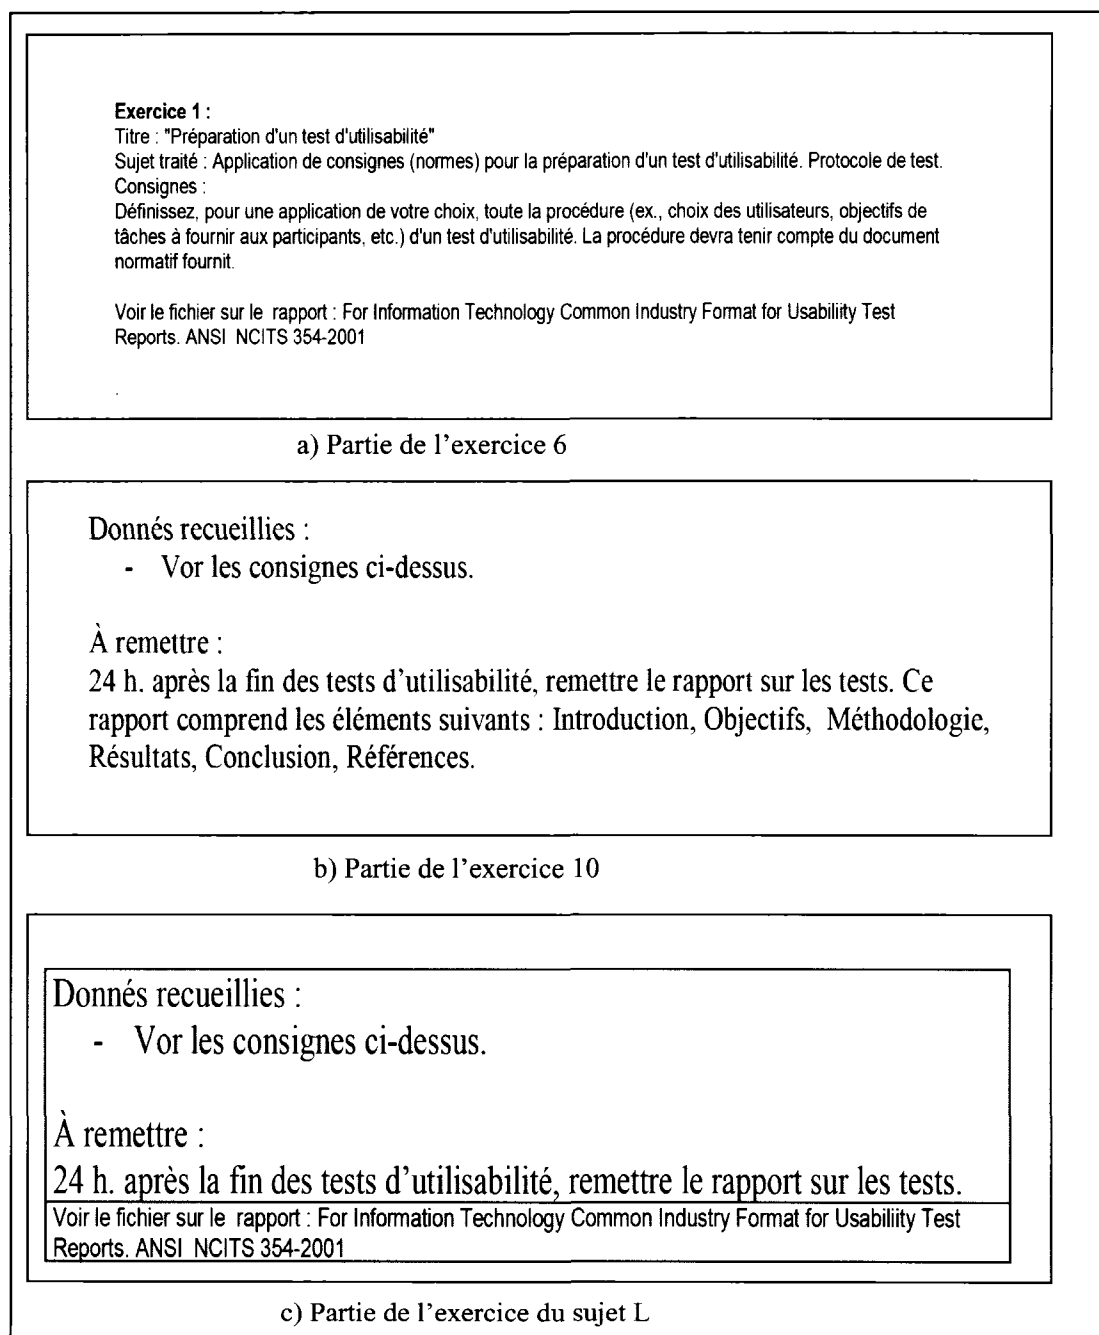 Exercice 1 :
Titre : "Préparation d'un test d'utilisabilité"
Sujet traité : Application de consignes (normes) pour la préparation d'un test d'utilisabilité. Protocole de test.
Consignes :
Définissez, pour une application de votre choix, toute la procédure (ex., choix des utilisateurs, objectifs de
tâches à fournir aux participants, etc.) d'un test d'utilisabilité. La procédure devra tenir compte du document
normatif fournit.
Voir le fichier sur le rapport : For Information Technology Common Industry Format for Usabiliity Test
Reports. ANSI NCITS 354-2001
a) Partie de l'exercice 6
Donnés recueillies :
- Vor les consignes ci-dessus.
À remettre :
24 h. après la fin des tests d'utilisabilité, remettre le rapport sur les tests. Ce
rapport comprend les éléments suivants : Introduction, Objectifs, Méthodologie,
Résultats, Conclusion, Références.
b) Partie de l'exercice 10
Donnés recueillies :
- Vor les consignes ci-dessus.
À remettre :
24 h. après la fin des tests d'utilisabilité, remettre le rapport sur les tests.
Voir le fichier sur le rapport : For Information Technology Common Industry Format for Usabiliity Test
Reports. ANSI NCITS 354-2001
c) Partie de l'exercice du sujet L